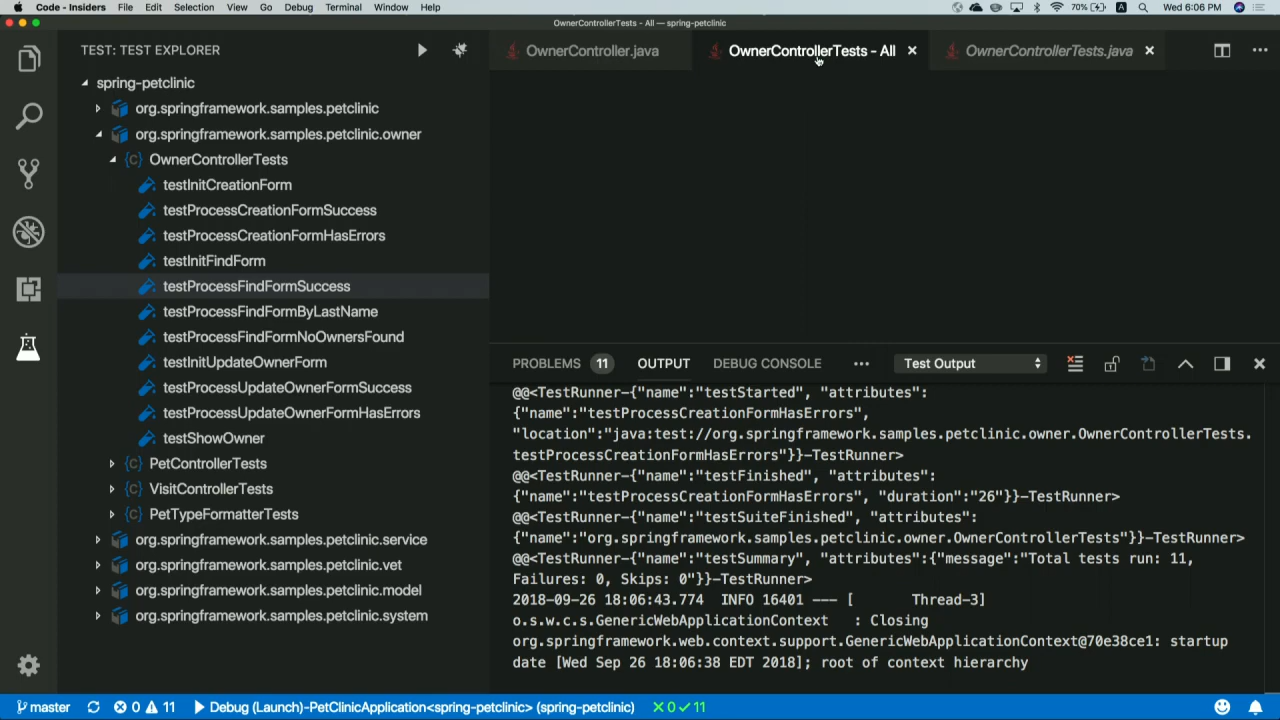 Code - Insiders File Edit Selection View Go Debug Terminal Window Help 70% A Wed 6:06 PM
OwnerControllerTests - All — spring-petclinic
TEST: TEST EXPLORER
OwnerController.java OwnerControllerTests - All OwnerControllerTests.java
spring-petclinic
org.springframework.samples.petclinic
org.springframework.samples.petclinic.owner
{C} OwnerControllerTests
testInitCreationForm
testProcessCreationFormSuccess
testProcessCreationFormHasErrors
testInitFindForm
testProcessFindFormSuccess
testProcessFindFormByLastName
testProcessFindFormNoOwnersFound
testInitUpdateOwnerForm
testProcessUpdateOwnerFormSuccess
testProcessUpdateOwnerFormHasErrors
testShowOwner
{C} PetControllerTests
{C} VisitControllerTests
{C} PetTypeFormatterTests
org.springframework.samples.petclinic.service
org.springframework.samples.petclinic.vet
org.springframework.samples.petclinic.model
org.springframework.samples.petclinic.system
PROBLEMS 11 OUTPUT DEBUG CONSOLE ••• Test Output
@@<TestRunner-{"name":"testStarted", "attributes":
{"name":"testProcessCreationFormHasErrors",
"location":"java:test://org.springframework.samples.petclinic.owner.OwnerControllerTests.
testProcessCreationFormHasErrors"}}-TestRunner>
@@<TestRunner-{"name":"testFinished", "attributes":
{"name":"testProcessCreationFormHasErrors", "duration":"26"}}-TestRunner>
@@<TestRunner-{"name":"testSuiteFinished", "attributes":
{"name":"org.springframework.samples.petclinic.owner.OwnerControllerTests"}}-TestRunner>
@@<TestRunner-{"name":"testSummary", "attributes":{"message":"Total tests run: 11,
Failures: 0, Skips: 0"}}-TestRunner>
2018-09-26 18:06:43.774 INFO 16401 --- [ Thread-3]
o.s.w.c.s.GenericWebApplicationContext : Closing
org.springframework.web.context.support.GenericWebApplicationContext@70e38ce1: startup
date [Wed Sep 26 18:06:38 EDT 2018]; root of context hierarchy
master 0 11 Debug (Launch)-PetClinicApplication<spring-petclinic> (spring-petclinic) ×0 ✓11